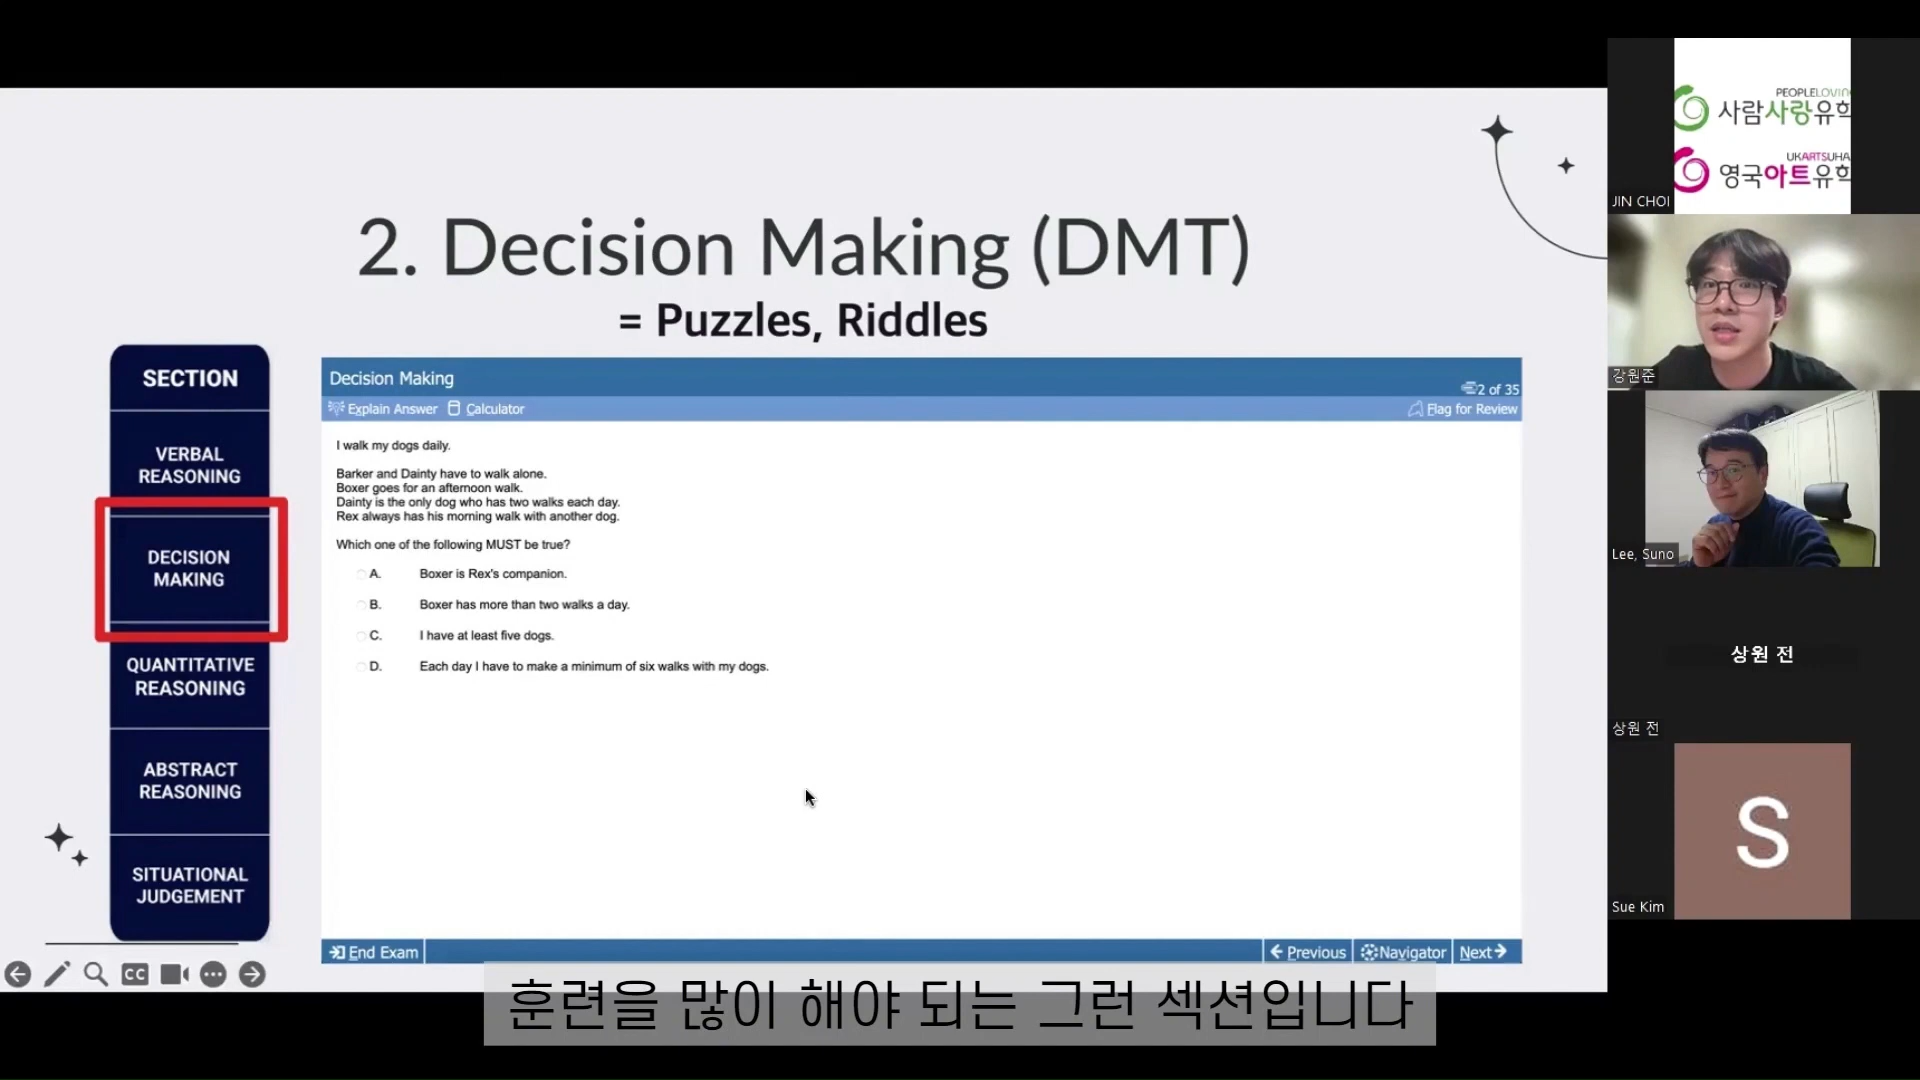 2. Decision Making (DMT)
= Puzzles, Riddles
SECTION
VERBAL
REASONING
DECISION
MAKING
QUANTITATIVE
REASONING
ABSTRACT
REASONING
SITUATIONAL
JUDGEMENT
Decision Making
2 of 35
Explain Answer
Calculator
Flag for Review
I walk my dogs daily.
Barker and Dainty have to walk alone.
Boxer goes for an afternoon walk.
Dainty is the only dog who has two walks each day.
Rex always has his morning walk with another dog.
Which one of the following MUST be true?
A. Boxer is Rex's companion.
B. Boxer has more than two walks a day.
C. I have at least five dogs.
D. Each day I have to make a minimum of six walks with my dogs.
End Exam
Previous
Navigator
Next
CC
훈련을 많이 해야 되는 그런 섹션입니다
PEOPLELOVIN
사람사랑유학
UKARTSUHA
영국아트유학
JIN CHOI
강원준
Lee, Suno
상원 전
상원 전
S
Sue Kim